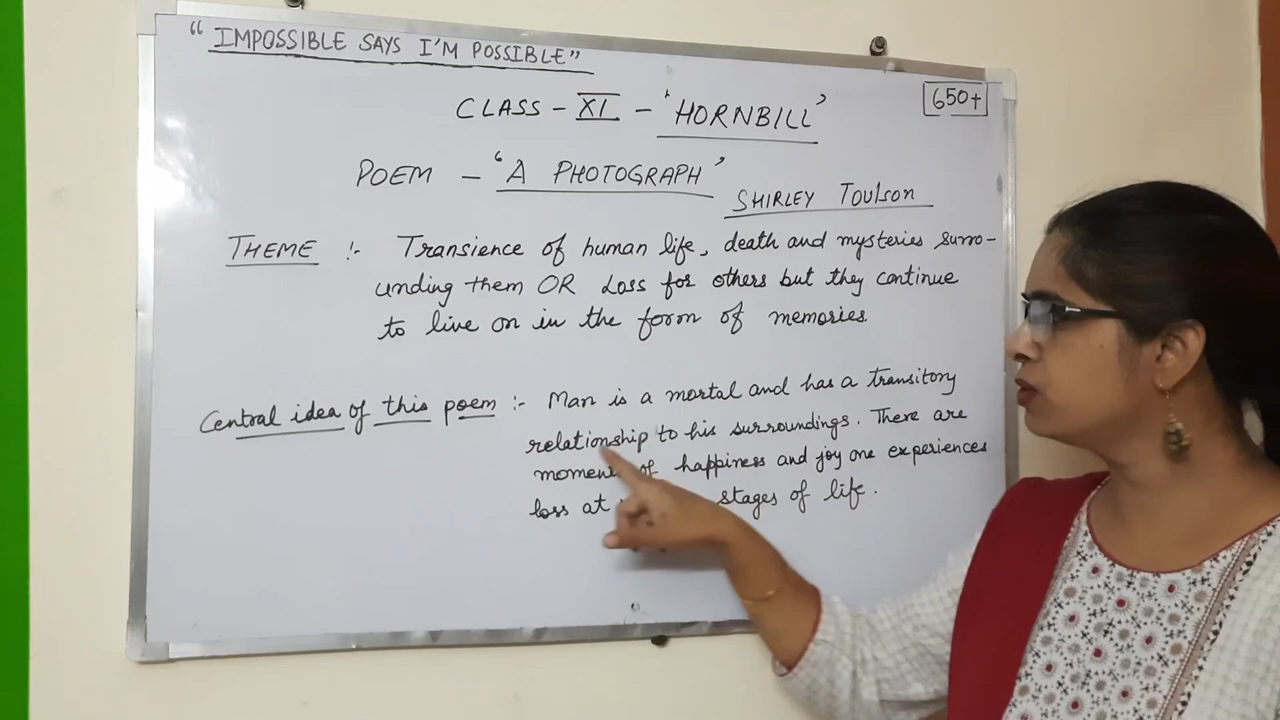 “IMPOSSIBLE SAYS I'M POSSIBLE”
650+
CLASS – XI – ‘HORNBILL’
POEM – ‘A PHOTOGRAPH’
SHIRLEY TOULSON
THEME :- Transience of human life, death and mysteries surro-
unding them OR Loss for others but they continue
to live on in the form of memories.
Central idea of this poem :- Man is a mortal and has a transitory
relationship to his surroundings. There are
moment of happiness and joy one experiences
loss at stages of life.